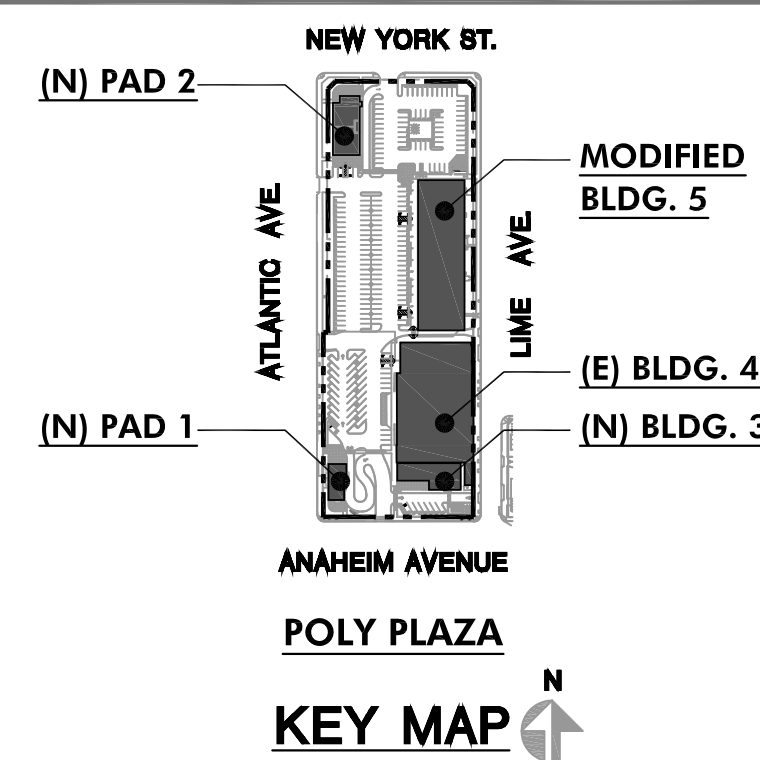 NEW YORK ST.
(N) PAD 2
MODIFIED
BLDG. 5
ATLANTIC AVE.
LIME AVE.
(E) BLDG. 4
(N) PAD 1
(N) BLDG. 3
ANAHEIM AVENUE
POLY PLAZA
N
KEY MAP